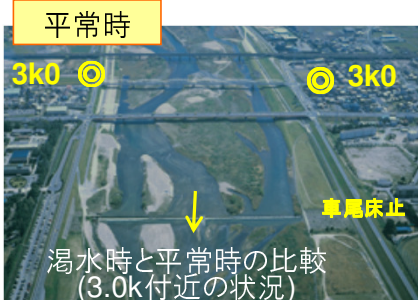 平常時
3k0 ◎
◎ 3k0
車尾床止
渇水時と平常時の比較
(3.0k付近の状況)